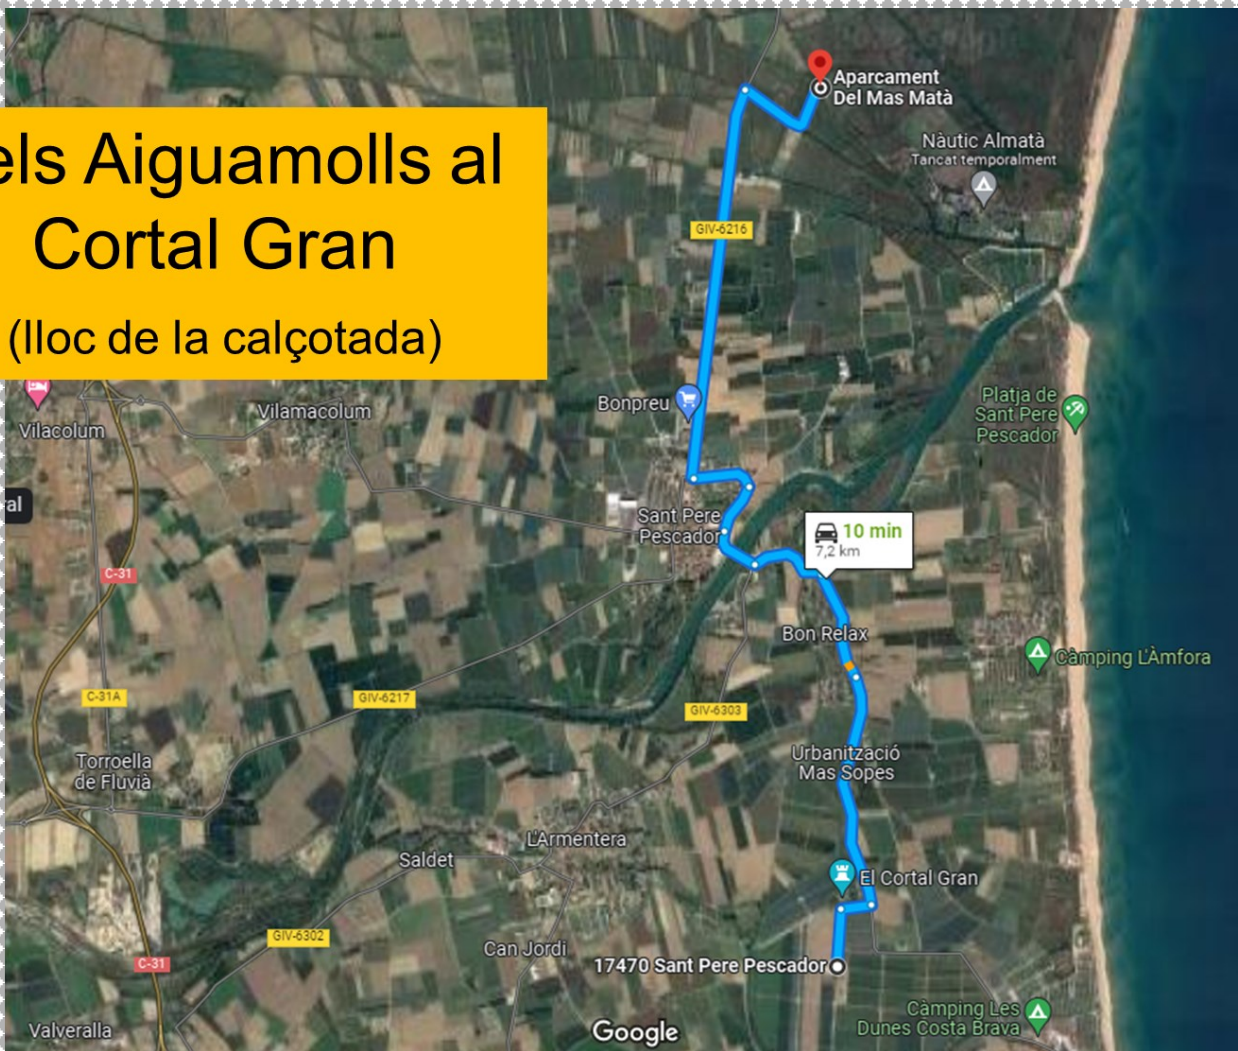 els Aiguamolls al
Cortal Gran
(lloc de la calçotada)
Aparcament
Del Mas Matà
Nàutic Almatà
Tancat temporalment
GIV-6216
Bonpreu
Vilamacolum
Vilacolum
Platja de
Sant Pere
Pescador
al
Sant Pere
Pescador
10 min
7,2 km
C-31
Bon Relax
Càmping L'Àmfora
C-31A
GIV-6217
GIV-6303
Torroella
de Fluvià
Urbanització
Mas Sopes
L'Armentera
Saldet
El Cortal Gran
GIV-6302
Can Jordi
C-31
17470 Sant Pere Pescador
Càmping Les
Dunes Costa Brava
Valveralla
Google